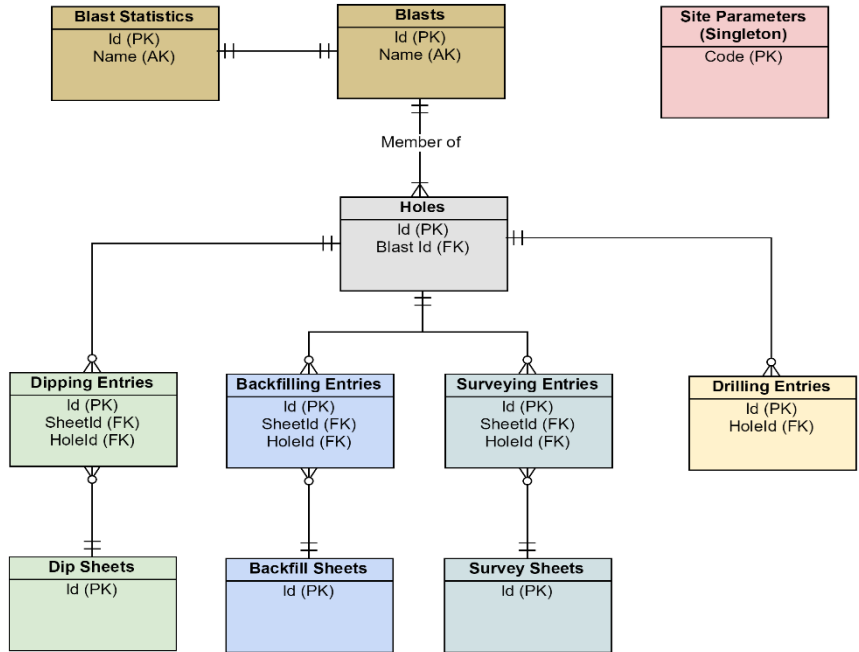 Blast Statistics
Id (PK)
Name (AK)
Blasts
Id (PK)
Name (AK)
Site Parameters
(Singleton)
Code (PK)
Member of
Holes
Id (PK)
Blast Id (FK)
Dipping Entries
Id (PK)
SheetId (FK)
HoleId (FK)
Backfilling Entries
Id (PK)
SheetId (FK)
HoleId (FK)
Surveying Entries
Id (PK)
SheetId (FK)
HoleId (FK)
Drilling Entries
Id (PK)
HoleId (FK)
Dip Sheets
Id (PK)
Backfill Sheets
Id (PK)
Survey Sheets
Id (PK)